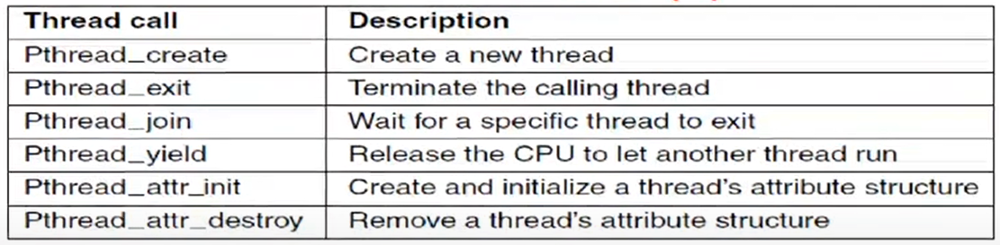 Thread call Description
Pthread_create Create a new thread
Pthread_exit Terminate the calling thread
Pthread_join Wait for a specific thread to exit
Pthread_yield Release the CPU to let another thread run
Pthread_attr_init Create and initialize a thread's attribute structure
Pthread_attr_destroy Remove a thread's attribute structure